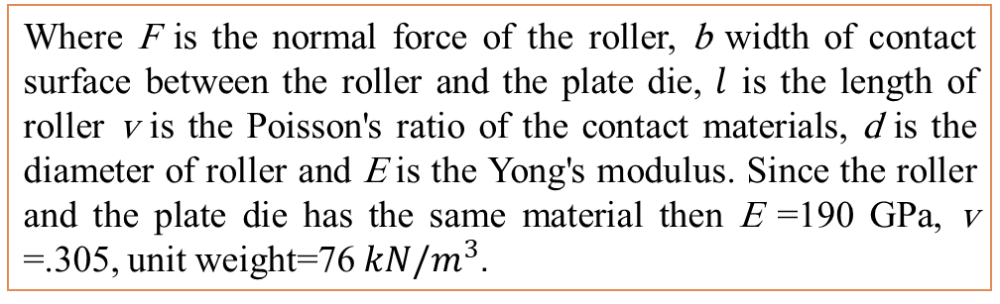 Where F is the normal force of the roller, b width of contact
surface between the roller and the plate die, l is the length of
roller v is the Poisson's ratio of the contact materials, d is the
diameter of roller and E is the Yong's modulus. Since the roller
and the plate die has the same material then E =190 GPa, v
=.305, unit weight=76 kN/m³.